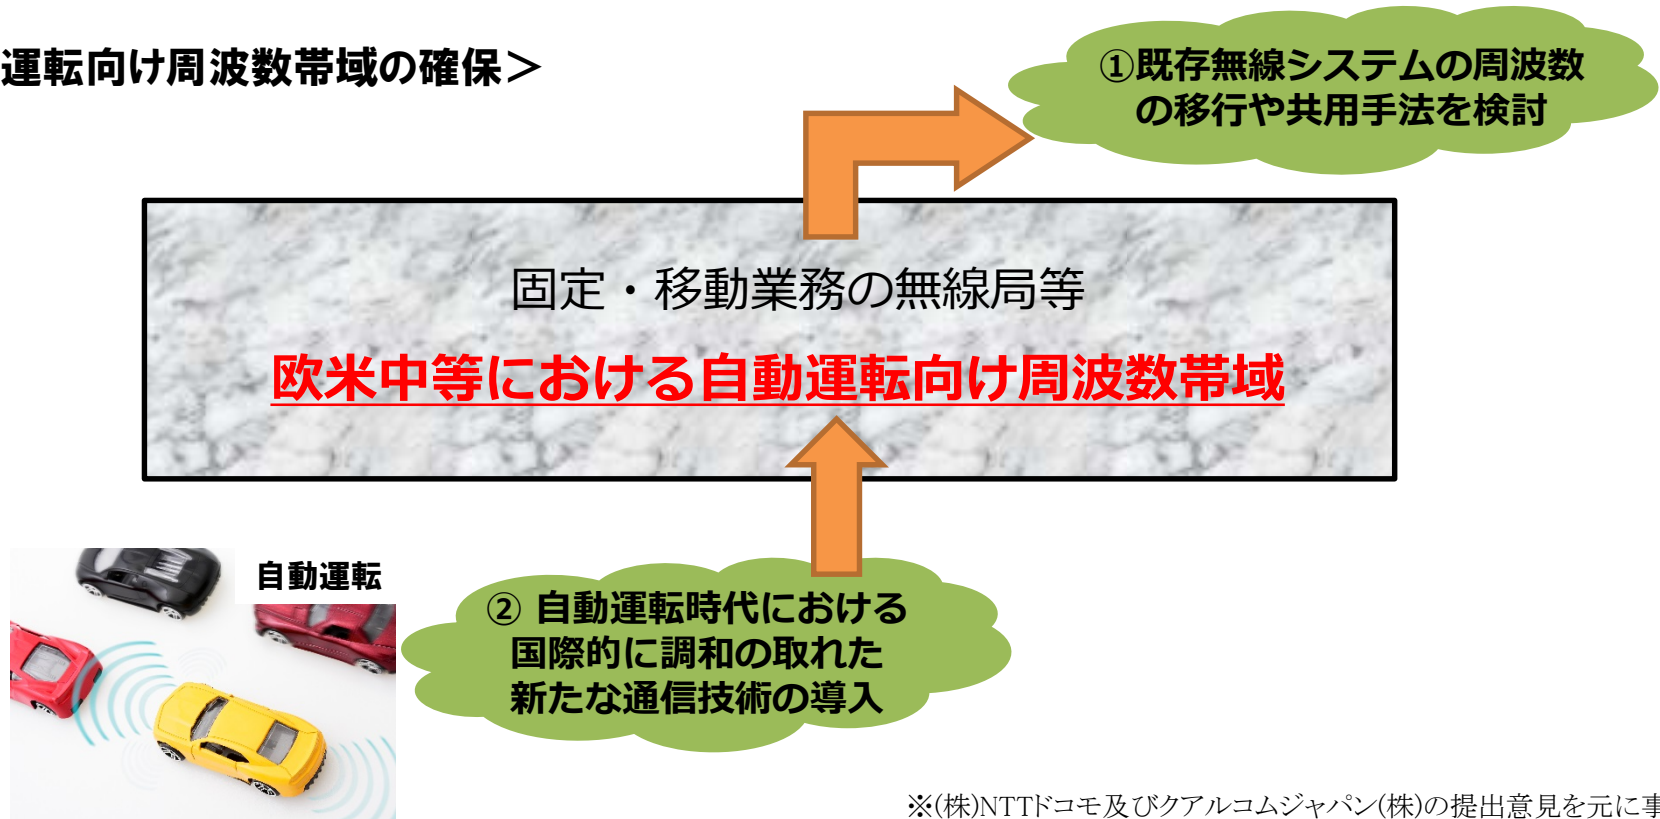 運転向け周波数帯域の確保＞
①既存無線システムの周波数
の移行や共用手法を検討
固定・移動業務の無線局等
欧米中等における自動運転向け周波数帯域
自動運転
② 自動運転時代における
国際的に調和の取れた
新たな通信技術の導入
※(株)NTTドコモ及びクアルコムジャパン(株)の提出意見を元に事